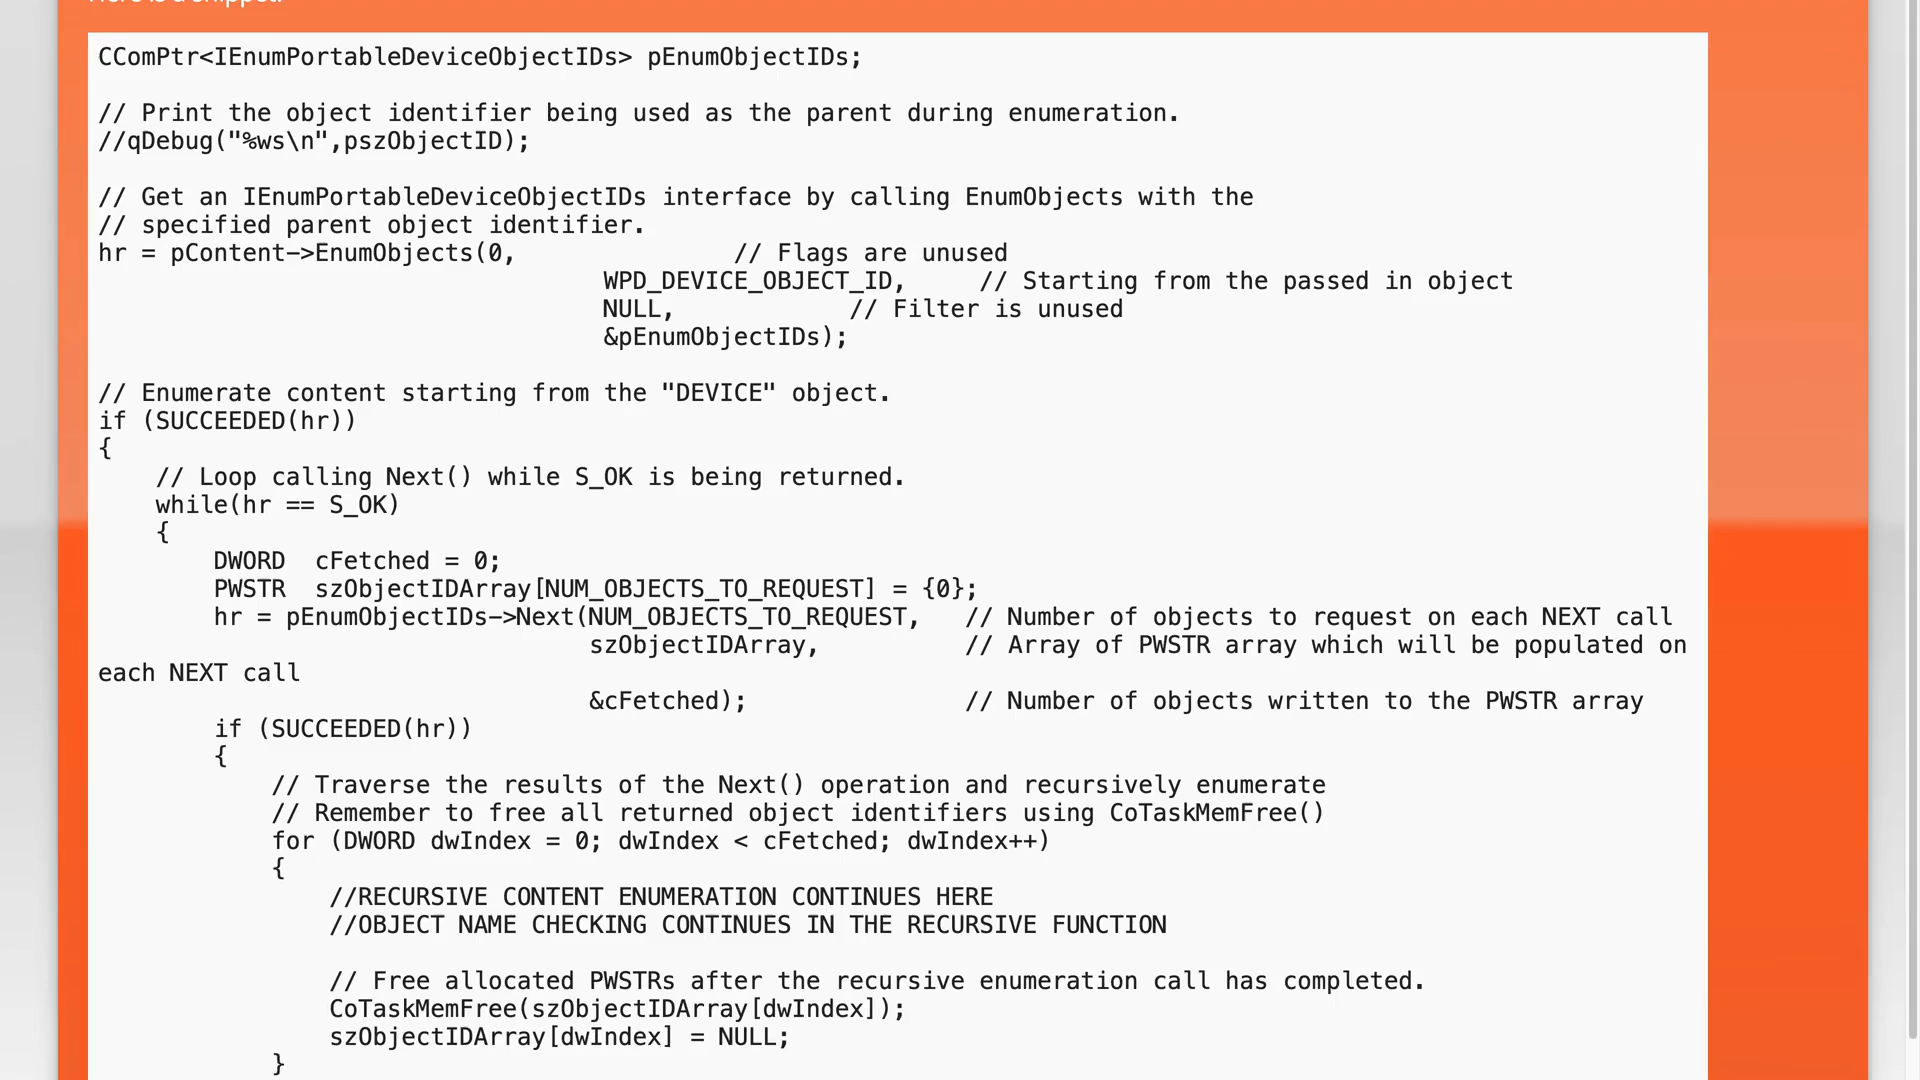 CComPtr<IEnumPortableDeviceObjectIDs> pEnumObjectIDs;
// Print the object identifier being used as the parent during enumeration.
//qDebug("%ws\n",pszObjectID);
// Get an IEnumPortableDeviceObjectIDs interface by calling EnumObjects with the
// specified parent object identifier.
hr = pContent->EnumObjects(0,               // Flags are unused
                                   WPD_DEVICE_OBJECT_ID,     // Starting from the passed in object
                                   NULL,            // Filter is unused
                                   &pEnumObjectIDs);
// Enumerate content starting from the "DEVICE" object.
if (SUCCEEDED(hr))
{
    // Loop calling Next() while S_OK is being returned.
    while(hr == S_OK)
    {
        DWORD  cFetched = 0;
        PWSTR  szObjectIDArray[NUM_OBJECTS_TO_REQUEST] = {0};
        hr = pEnumObjectIDs->Next(NUM_OBJECTS_TO_REQUEST,   // Number of objects to request on each NEXT call
                                  szObjectIDArray,          // Array of PWSTR array which will be populated on
each NEXT call
                                  &cFetched);               // Number of objects written to the PWSTR array
        if (SUCCEEDED(hr))
        {
            // Traverse the results of the Next() operation and recursively enumerate
            // Remember to free all returned object identifiers using CoTaskMemFree()
            for (DWORD dwIndex = 0; dwIndex < cFetched; dwIndex++)
            {
                //RECURSIVE CONTENT ENUMERATION CONTINUES HERE
                //OBJECT NAME CHECKING CONTINUES IN THE RECURSIVE FUNCTION
                // Free allocated PWSTRs after the recursive enumeration call has completed.
                CoTaskMemFree(szObjectIDArray[dwIndex]);
                szObjectIDArray[dwIndex] = NULL;
            }